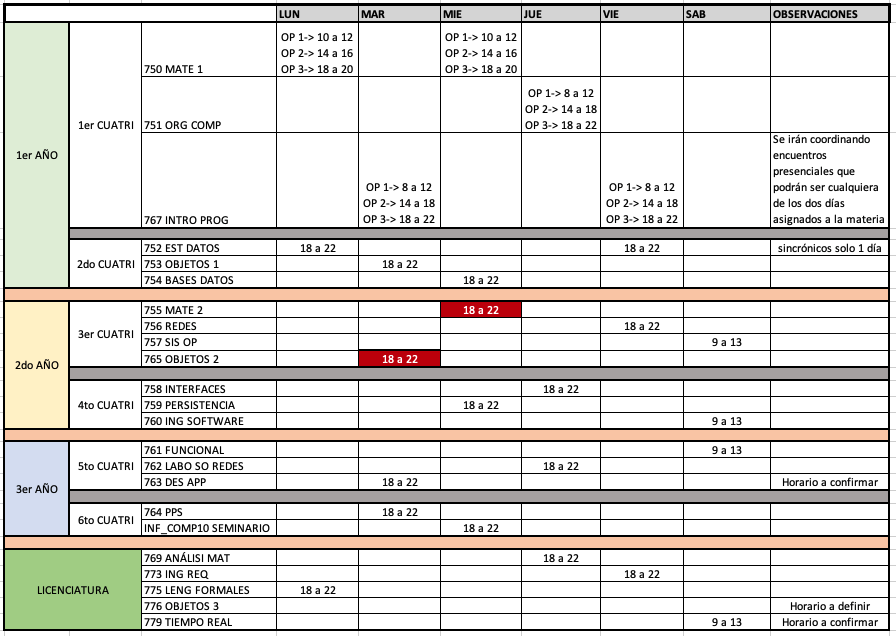 LUN MAR MIE JUE VIE SAB OBSERVACIONES
1er AÑO
1er CUATRI
750 MATE 1
OP 1-> 10 a 12
OP 2-> 14 a 16
OP 3-> 18 a 20
OP 1-> 10 a 12
OP 2-> 14 a 16
OP 3-> 18 a 20
751 ORG COMP
OP 1-> 8 a 12
OP 2-> 14 a 18
OP 3-> 18 a 22
767 INTRO PROG
OP 1-> 8 a 12
OP 2-> 14 a 18
OP 3-> 18 a 22
OP 1-> 8 a 12
OP 2-> 14 a 18
OP 3-> 18 a 22
Se irán coordinando
encuentros
presenciales que
podrán ser cualquiera
de los dos días
asignados a la materia
2do CUATRI
752 EST DATOS 18 a 22 18 a 22 sincrónicos solo 1 día
753 OBJETOS 1 18 a 22
754 BASES DATOS 18 a 22
2do AÑO
3er CUATRI
755 MATE 2 18 a 22
756 REDES 18 a 22
757 SIS OP 9 a 13
765 OBJETOS 2 18 a 22
4to CUATRI
758 INTERFACES 18 a 22
759 PERSISTENCIA 18 a 22
760 ING SOFTWARE 9 a 13
3er AÑO
5to CUATRI
761 FUNCIONAL 9 a 13
762 LABO SO REDES 18 a 22
763 DES APP 18 a 22 Horario a confirmar
6to CUATRI
764 PPS 18 a 22
INF_COMP10 SEMINARIO 18 a 22
LICENCIATURA
769 ANÁLISI MAT 18 a 22
773 ING REQ 18 a 22
775 LENG FORMALES 18 a 22
776 OBJETOS 3 Horario a definir
779 TIEMPO REAL 9 a 13 Horario a confirmar